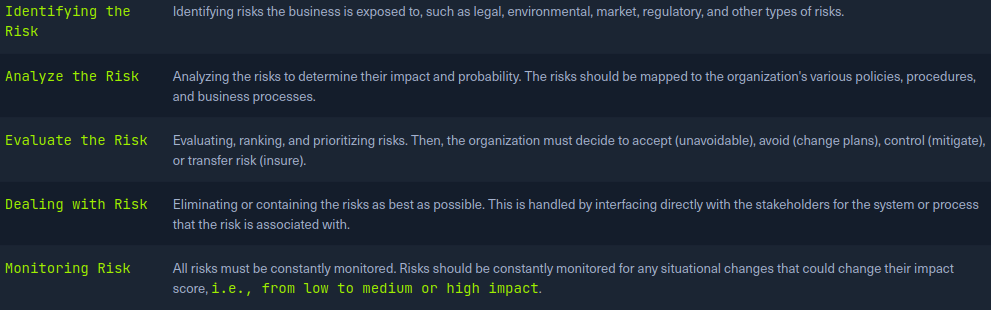 Identifying the
Risk
Identifying risks the business is exposed to, such as legal, environmental, market, regulatory, and other types of risks.
Analyze the Risk
Analyzing the risks to determine their impact and probability. The risks should be mapped to the organization's various policies, procedures,
and business processes.
Evaluate the Risk
Evaluating, ranking, and prioritizing risks. Then, the organization must decide to accept (unavoidable), avoid (change plans), control (mitigate),
or transfer risk (insure).
Dealing with Risk
Eliminating or containing the risks as best as possible. This is handled by interfacing directly with the stakeholders for the system or process
that the risk is associated with.
Monitoring Risk
All risks must be constantly monitored. Risks should be constantly monitored for any situational changes that could change their impact
score, i.e., from low to medium or high impact.